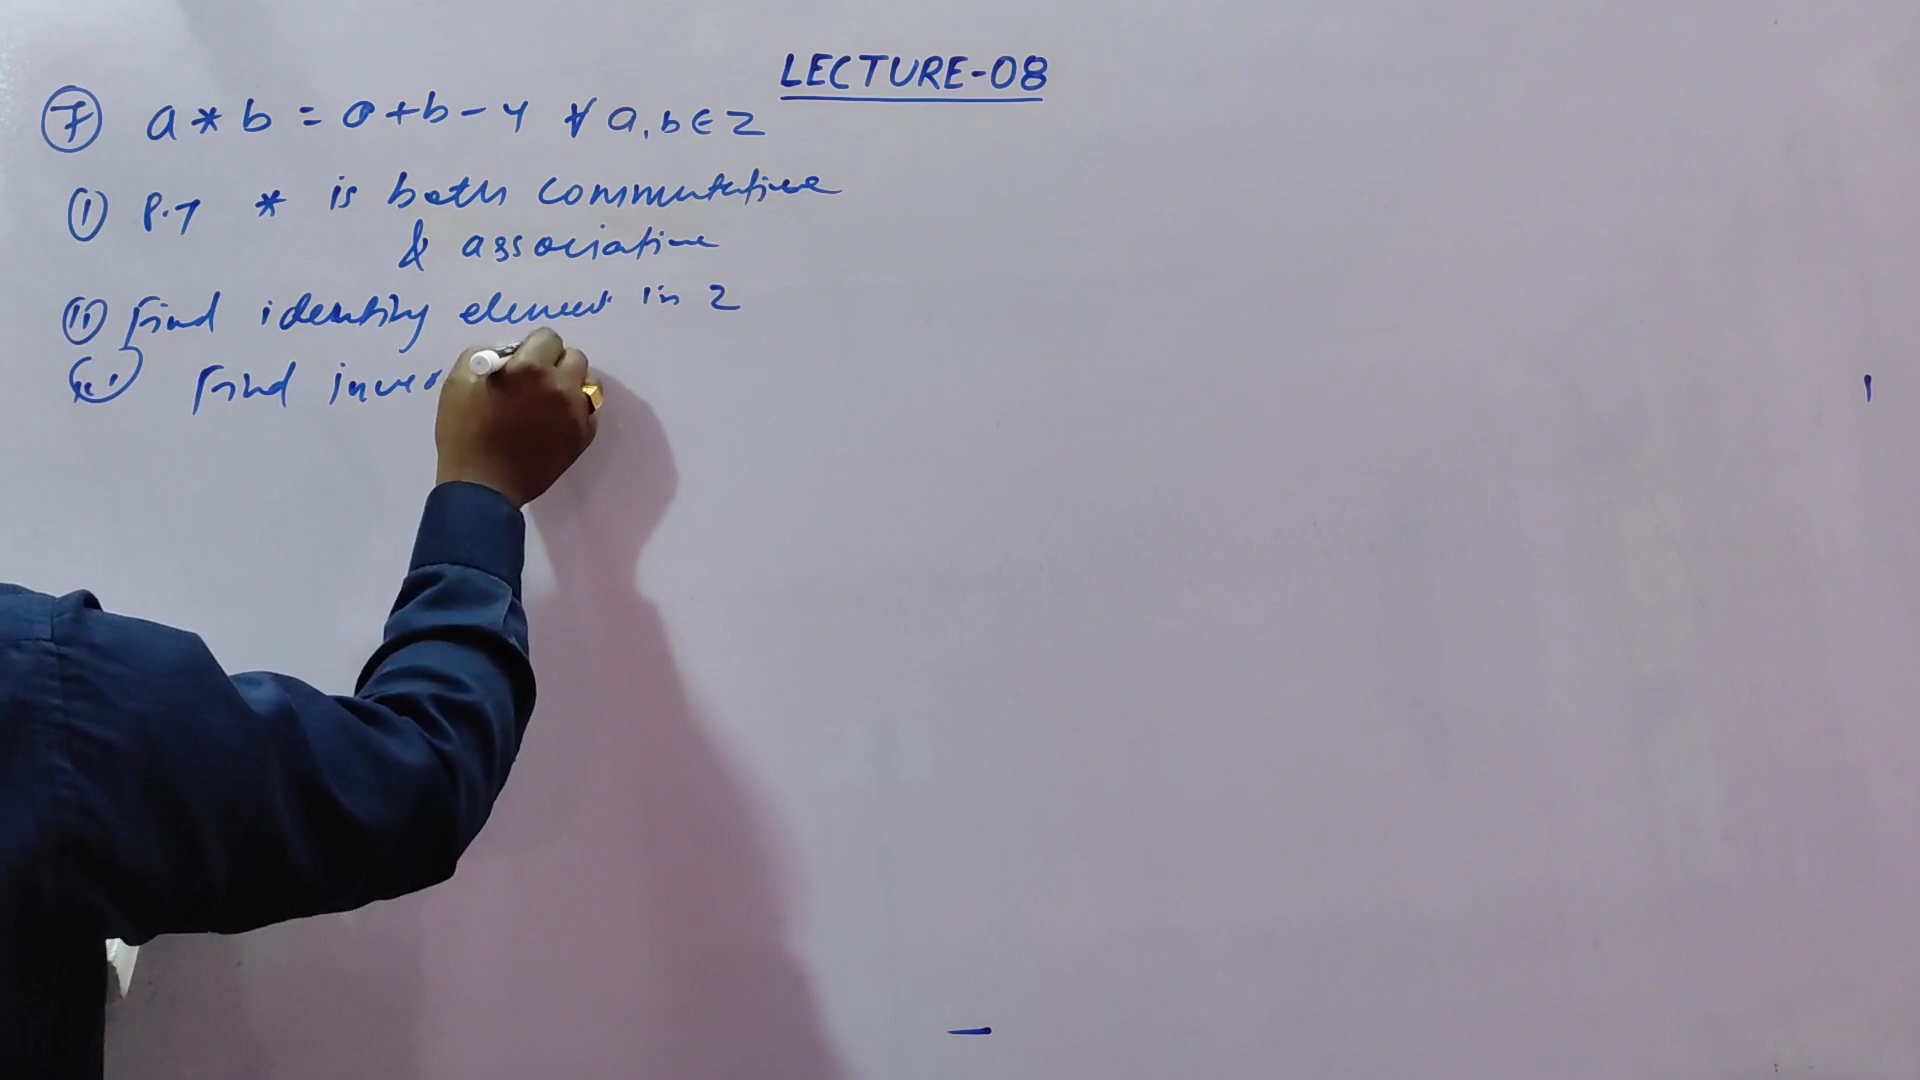 LECTURE-08
7 a * b = a+b-4 ∀ a,b ∈ Z
(i) P.T * is both commutative
& associative
(ii) Find identity element in Z
(iii) Find inver